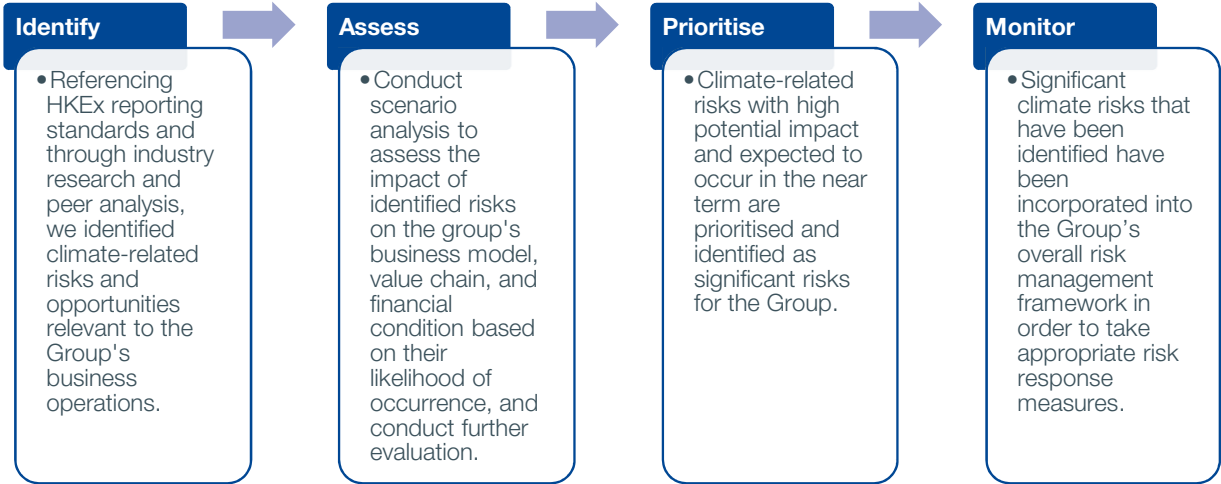 Identify
• Referencing
HKEx reporting
standards and
through industry
research and
peer analysis,
we identified
climate-related
risks and
opportunities
relevant to the
Group's
business
operations.
Assess
• Conduct
scenario
analysis to
assess the
impact of
identified risks
on the group's
business model,
value chain, and
financial
condition based
on their
likelihood of
occurrence, and
conduct further
evaluation.
Prioritise
• Climate-related
risks with high
potential impact
and expected to
occur in the near
term are
prioritised and
identified as
significant risks
for the Group.
Monitor
• Significant
climate risks that
have been
identified have
been
incorporated into
the Group’s
overall risk
management
framework in
order to take
appropriate risk
response
measures.